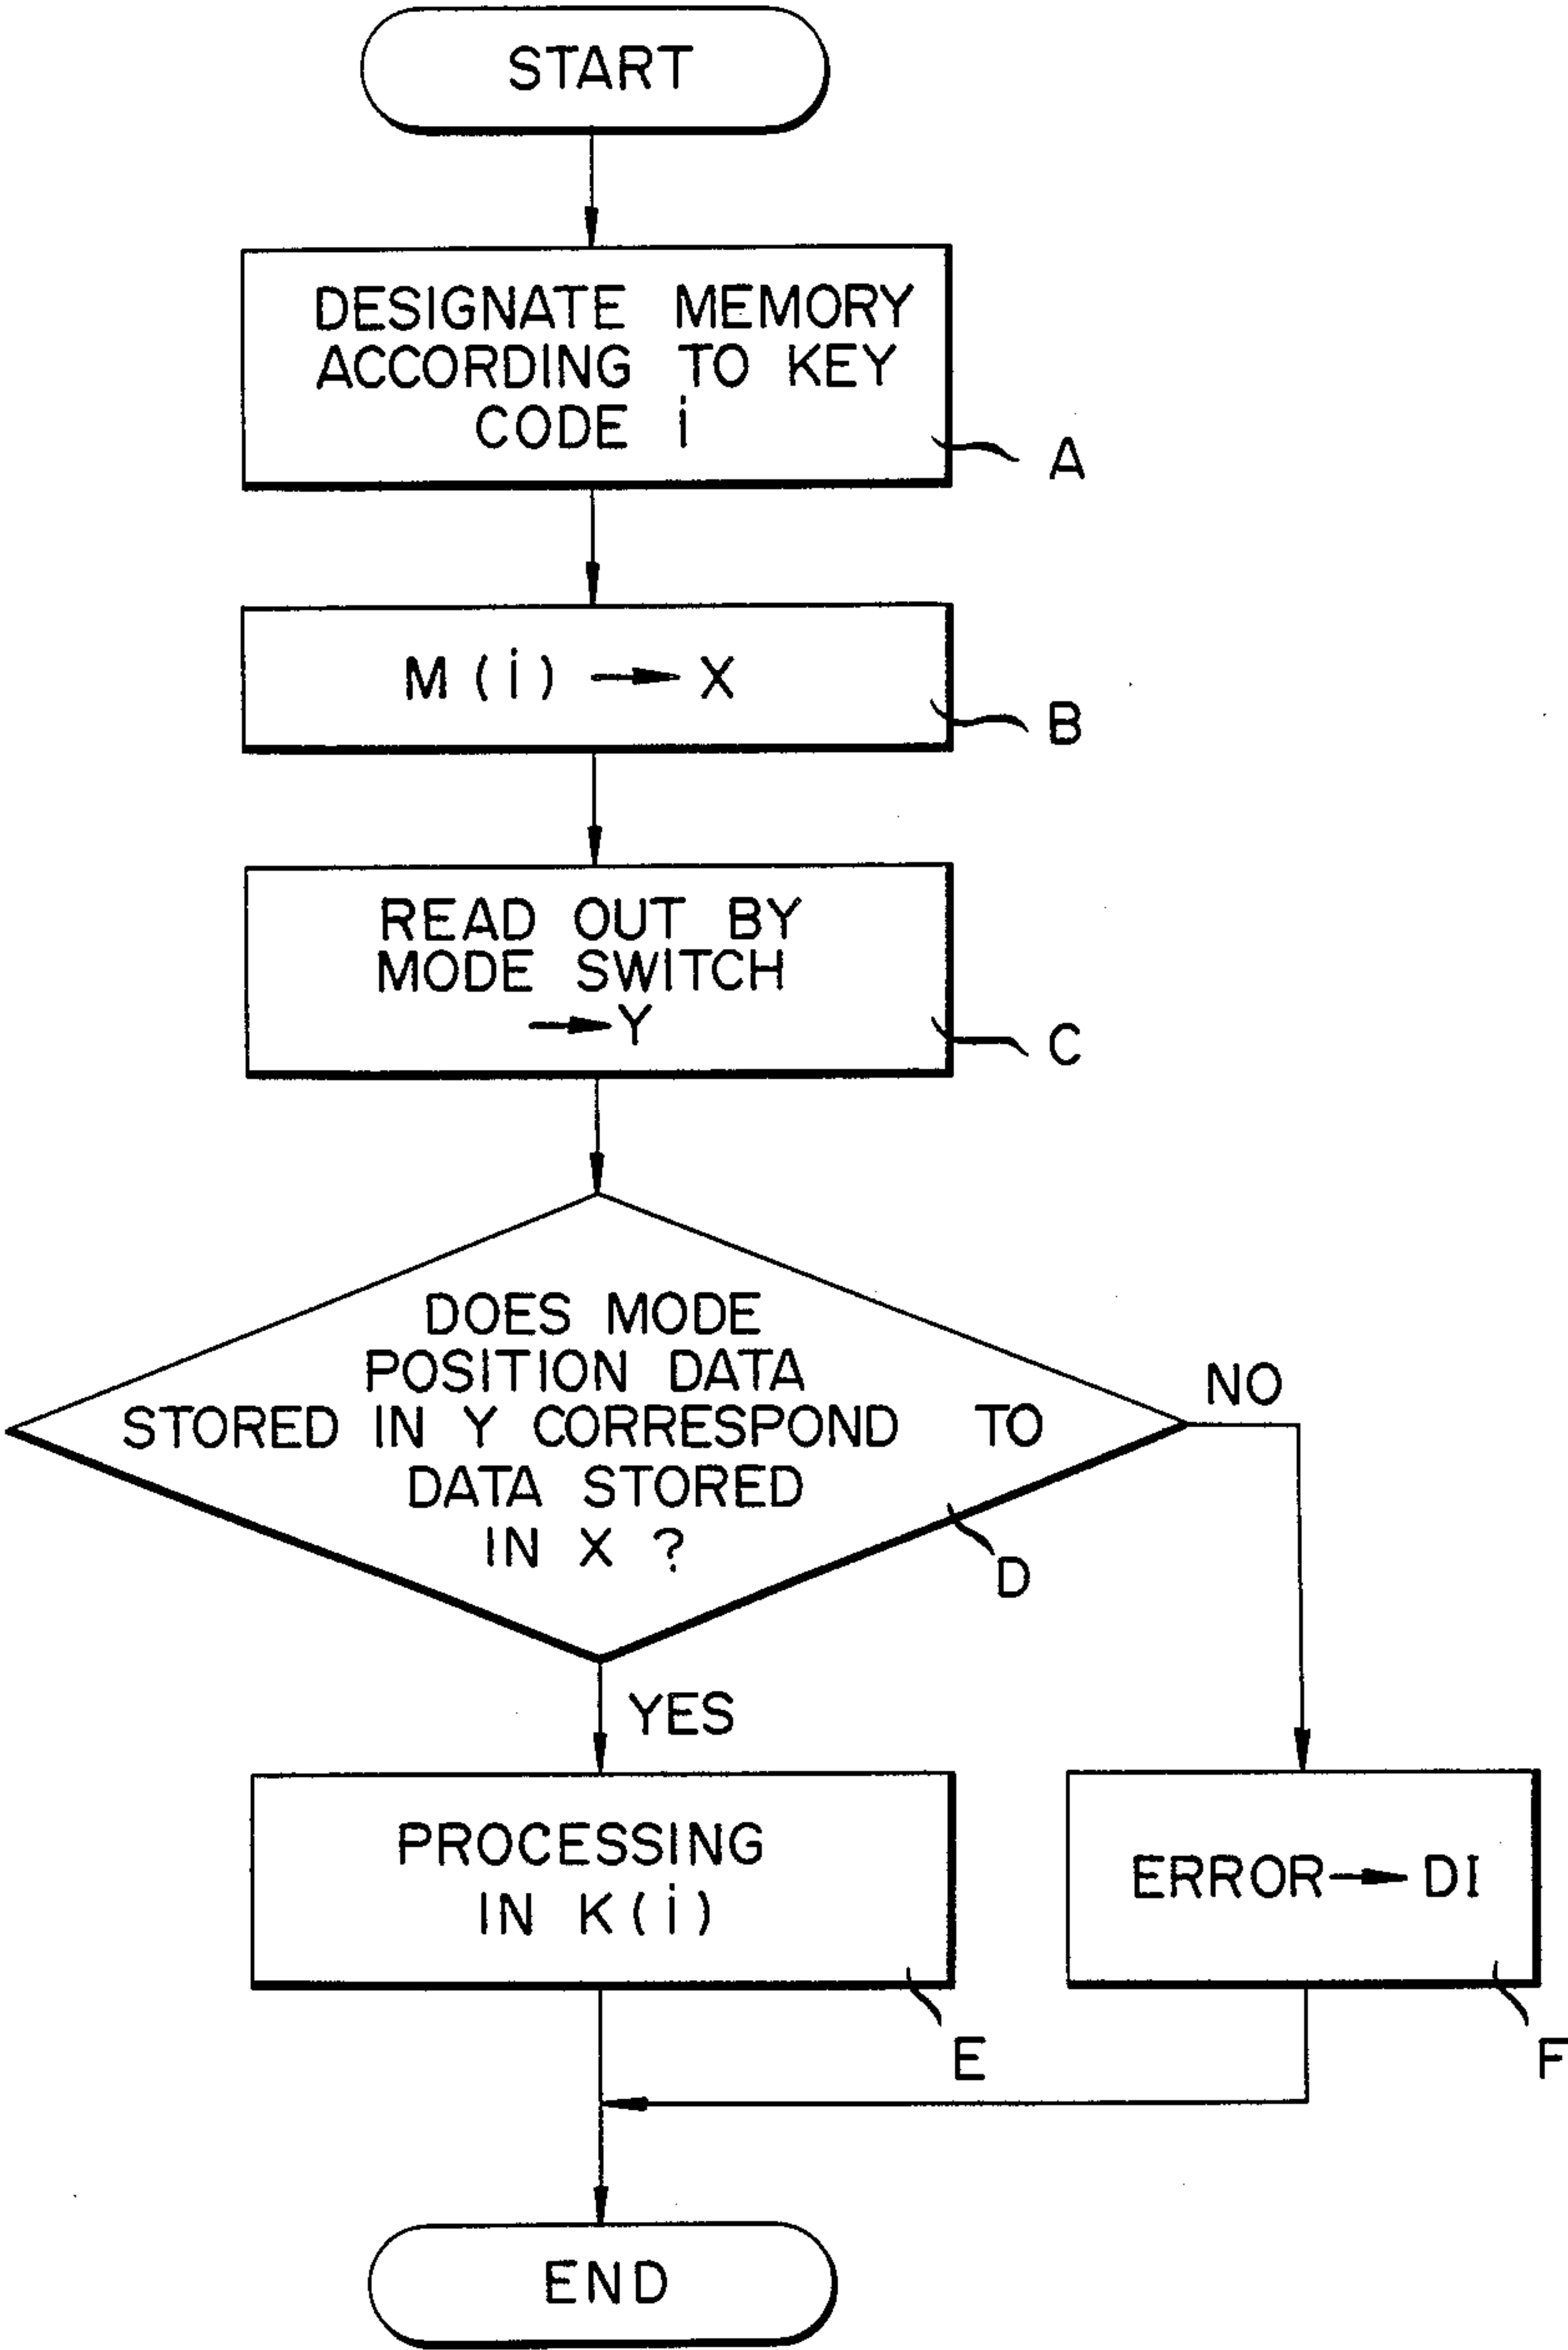 START
DESIGNATE MEMORY
ACCORDING TO KEY
CODE i
A
M(i) → X
B
READ OUT BY
MODE SWITCH
→ Y
C
DOES MODE
POSITION DATA
STORED IN Y CORRESPOND TO
DATA STORED
IN X ?
D
NO
YES
PROCESSING
IN K(i)
E
ERROR → DI
F
END